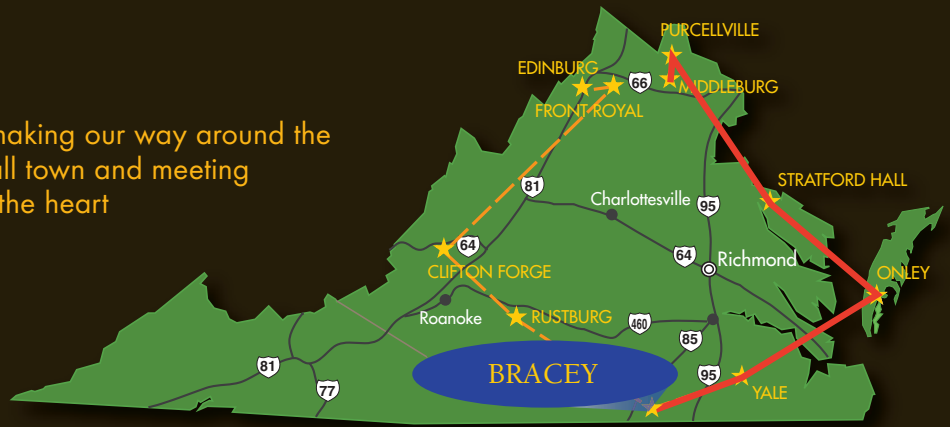 PURCELLVILLE
EDINBURG
66
MIDDLEBURG
FRONT ROYAL
making our way around the
all town and meeting
the heart
81
STRATFORD HALL
Charlottesville
95
64
64
Richmond
CLIFTON FORGE
ONLEY
Roanoke
RUSTBURG
460
85
81
BRACEY
95
77
YALE